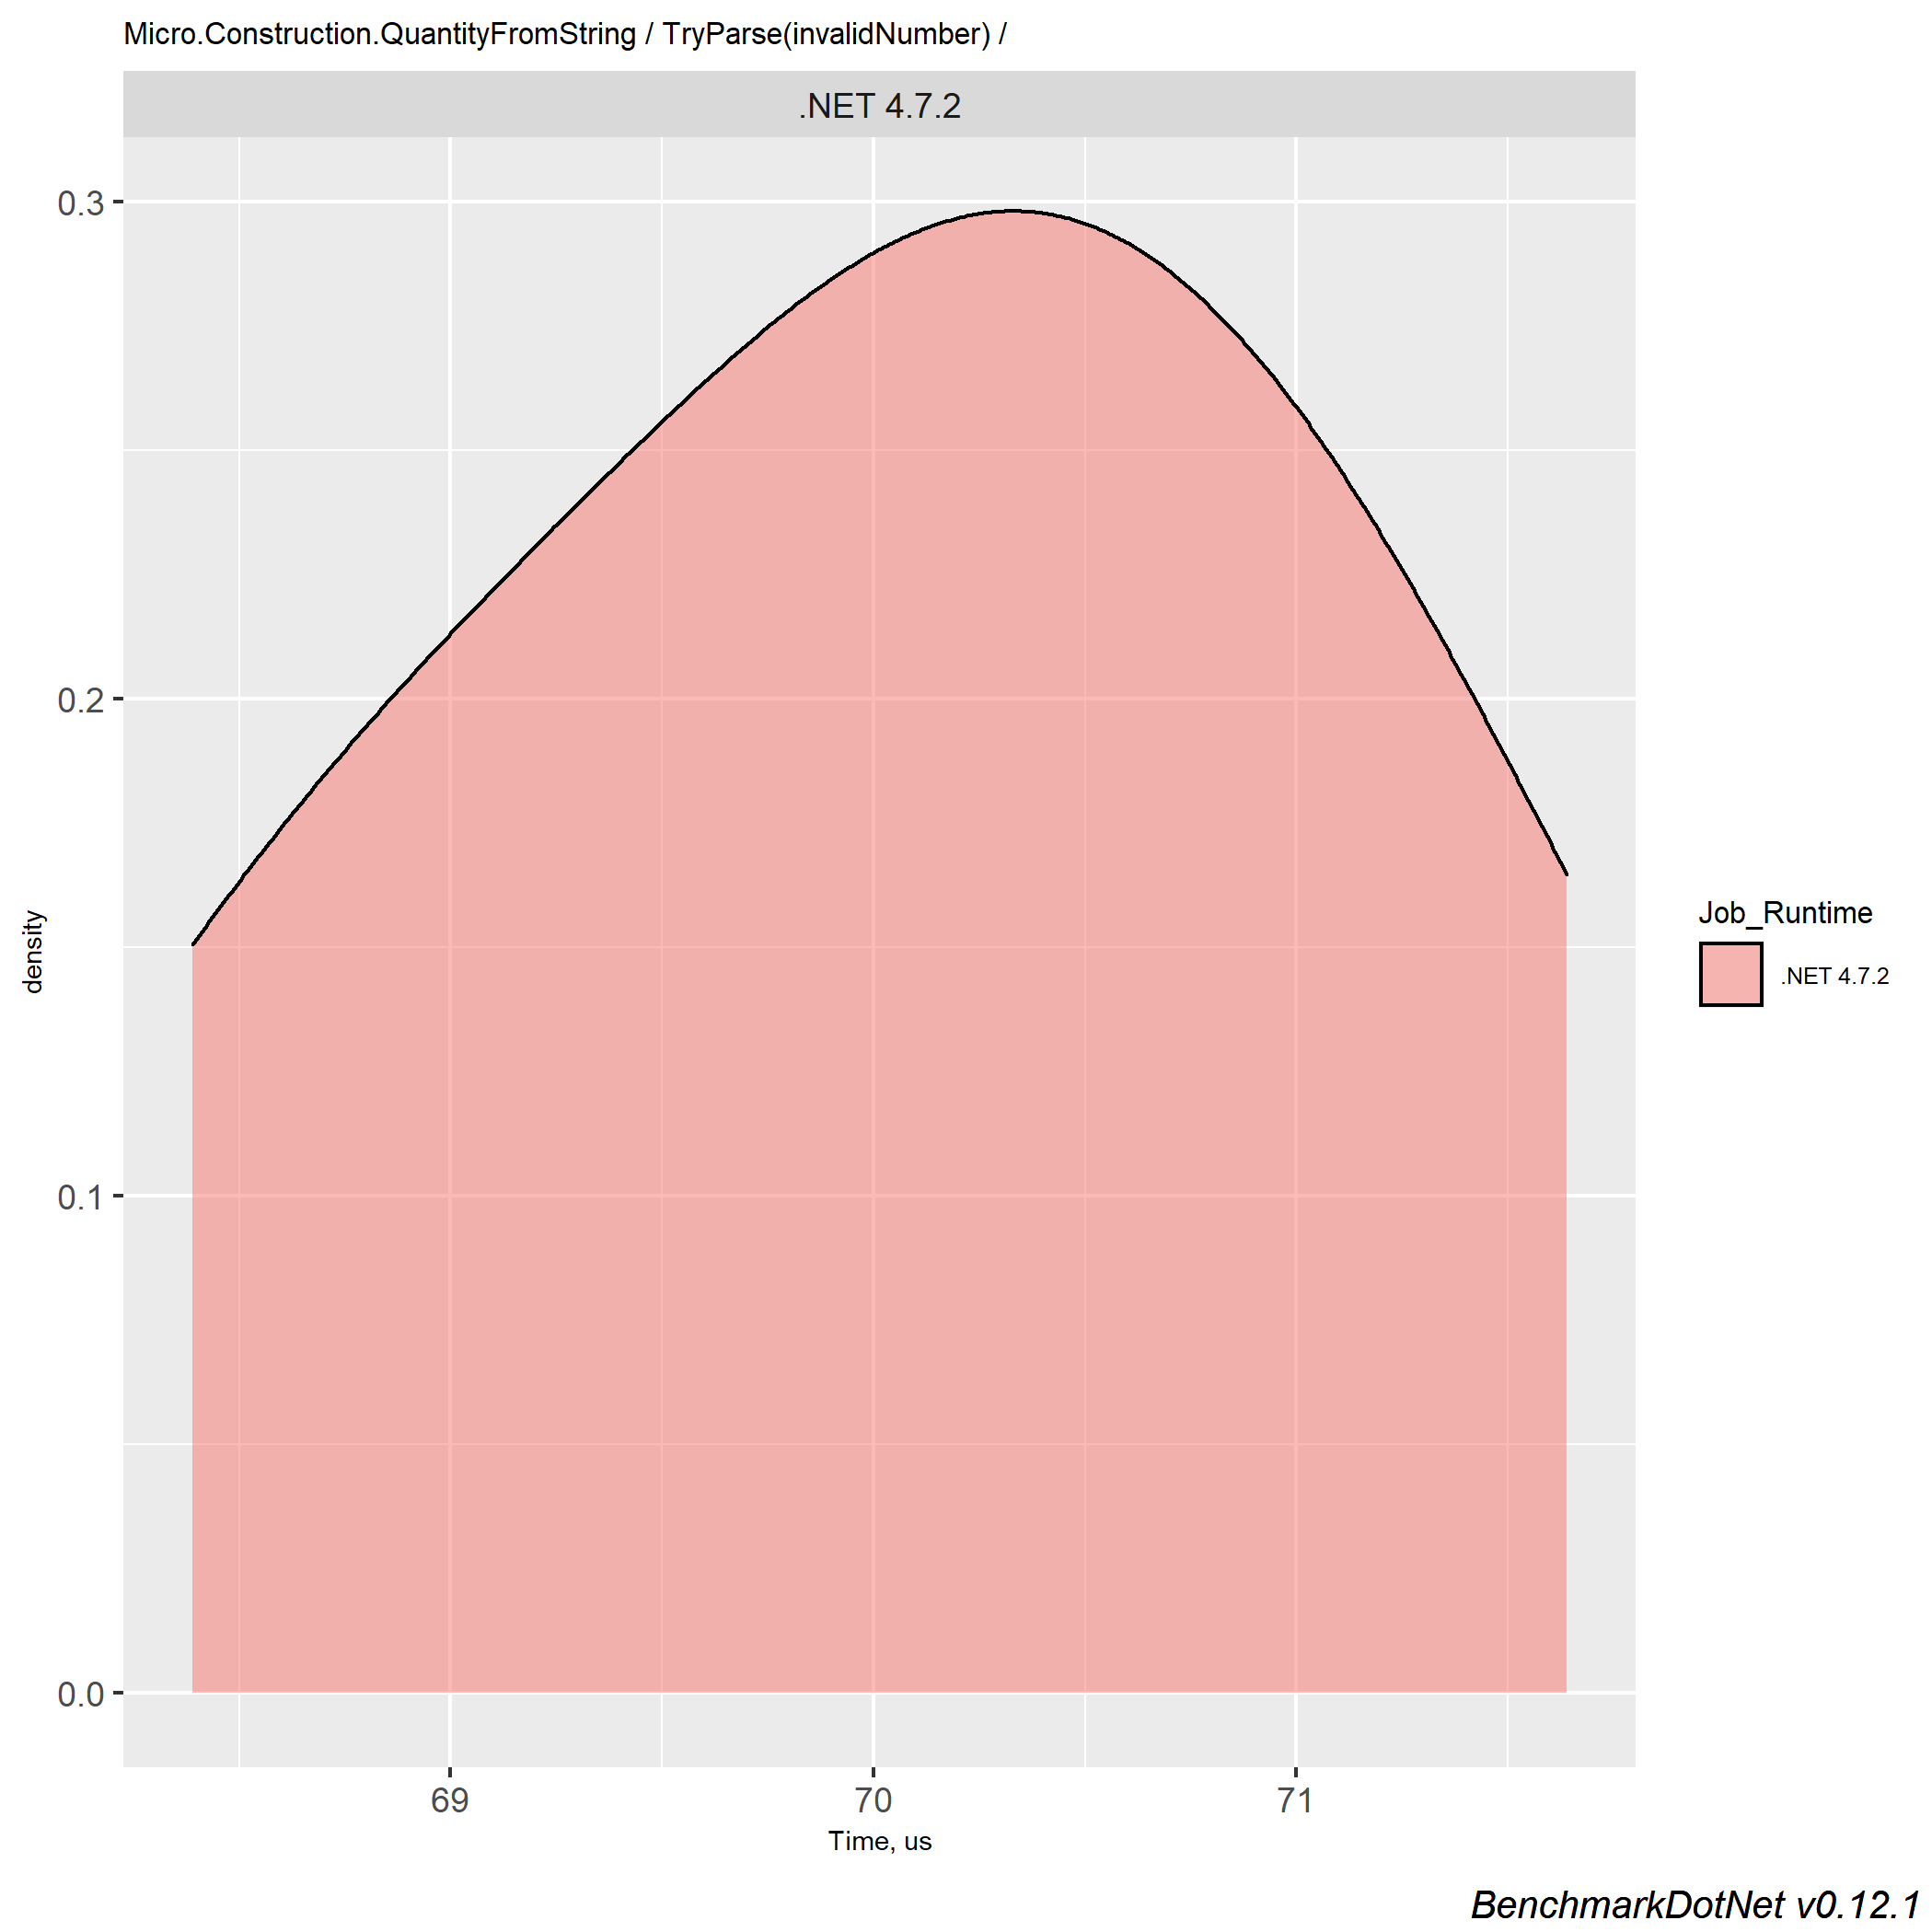 Micro.Construction.QuantityFromString / TryParse(invalidNumber) /
.NET 4.7.2
0.3
0.2
0.1
0.0
density
69 70 71
Time, us
Job_Runtime
.NET 4.7.2
BenchmarkDotNet v0.12.1